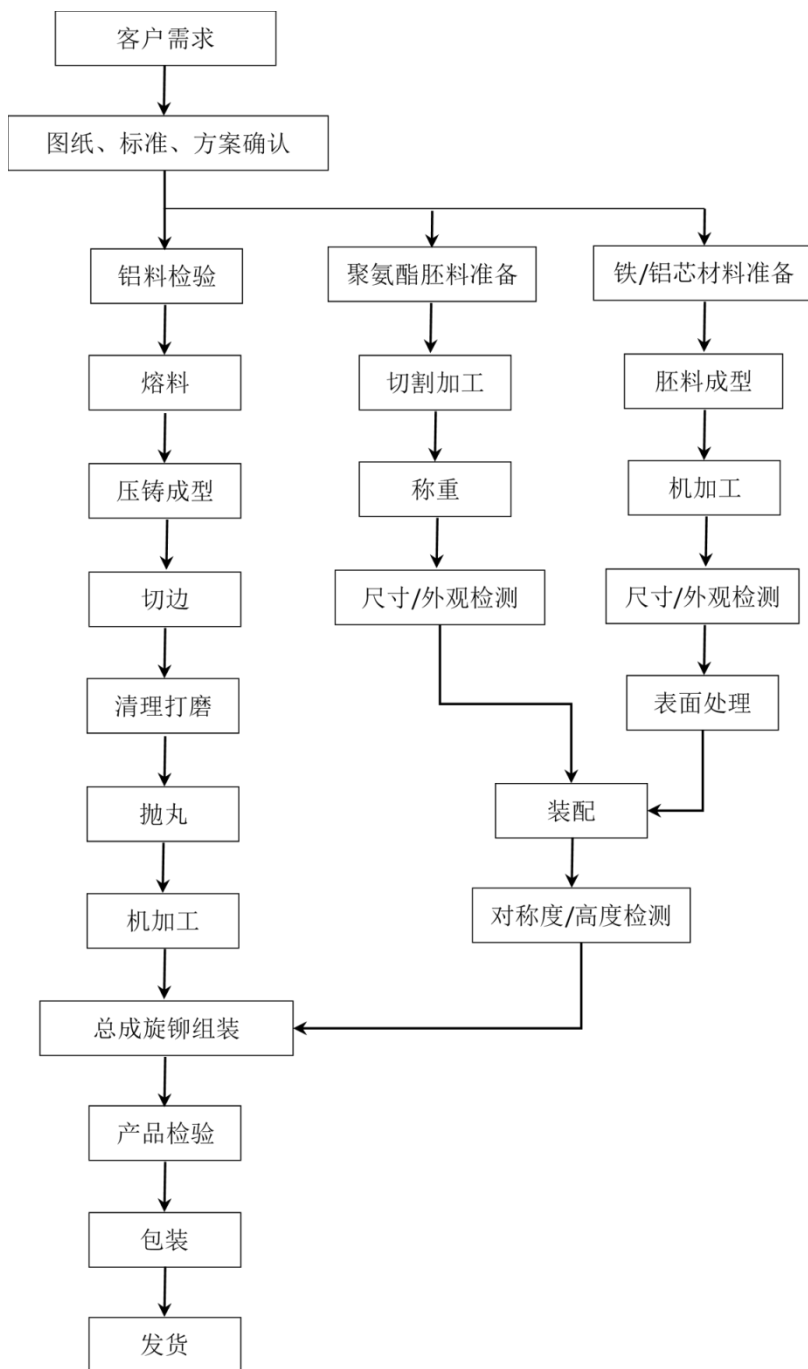 客户需求
图纸、标准、方案确认
铝料检验
聚氨酯胚料准备
铁/铝芯材料准备
熔料
切割加工
胚料成型
压铸成型
称重
机加工
切边
尺寸/外观检测
尺寸/外观检测
清理打磨
表面处理
抛丸
装配
机加工
对称度/高度检测
总成旋铆组装
产品检验
包装
发货